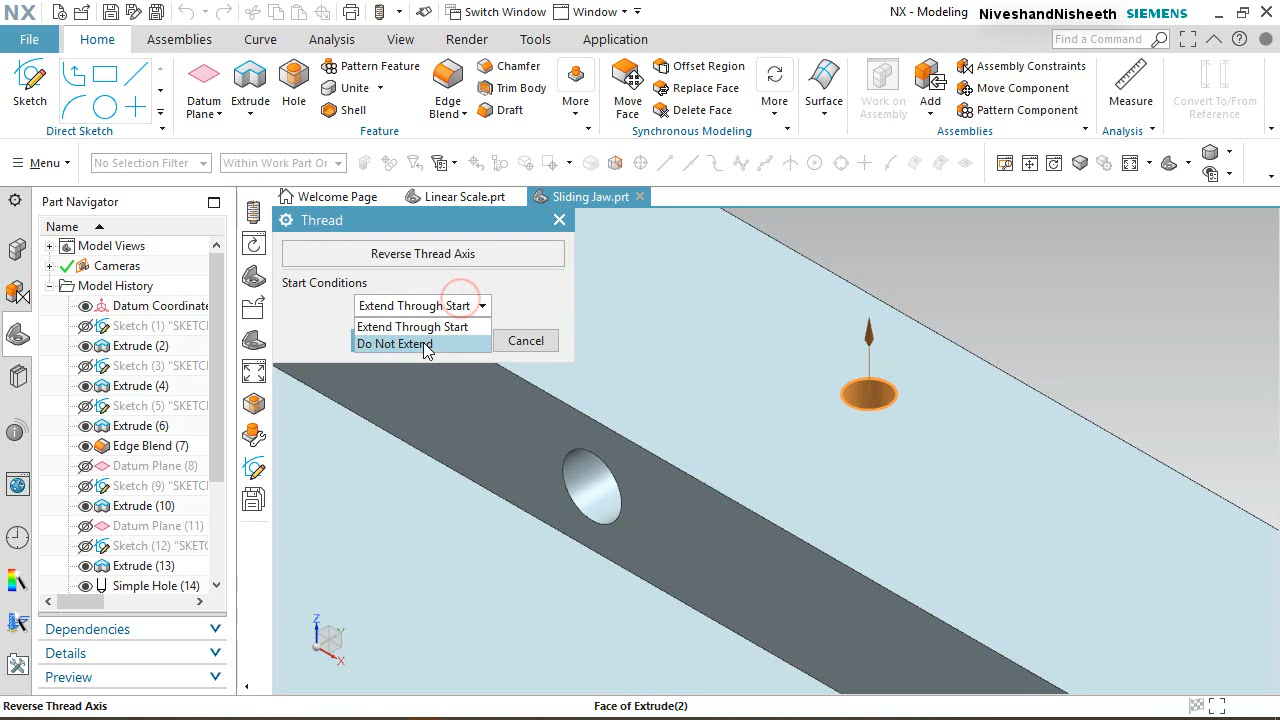 NX
Switch Window
Window
NX - Modeling
NiveshandNisheeth
SIEMENS
File
Home
Assemblies
Curve
Analysis
View
Render
Tools
Application
Find a Command
Sketch
Direct Sketch
Datum
Plane
Extrude
Hole
Pattern Feature
Unite
Shell
Edge
Blend
Chamfer
Trim Body
Draft
More
Feature
Move
Face
Offset Region
Replace Face
Delete Face
More
Synchronous Modeling
Surface
Work on
Assembly
Add
Assembly Constraints
Move Component
Pattern Component
Assemblies
Measure
Analysis
Convert To/From
Reference
Menu
No Selection Filter
Within Work Part On
Part Navigator
Welcome Page
Linear Scale.prt
Sliding Jaw.prt
Name
Model Views
Cameras
Model History
Datum Coordinate
Sketch (1) "SKETCI
Extrude (2)
Sketch (3) "SKETCI
Extrude (4)
Sketch (5) "SKETCI
Extrude (6)
Edge Blend (7)
Datum Plane (8)
Sketch (9) "SKETCI
Extrude (10)
Datum Plane (11)
Sketch (12) "SKETC
Extrude (13)
Simple Hole (14)
Dependencies
Details
Preview
Thread
Reverse Thread Axis
Start Conditions
Extend Through Start
Extend Through Start
Do Not Extend
Cancel
Z
Y
X
Reverse Thread Axis
Face of Extrude(2)